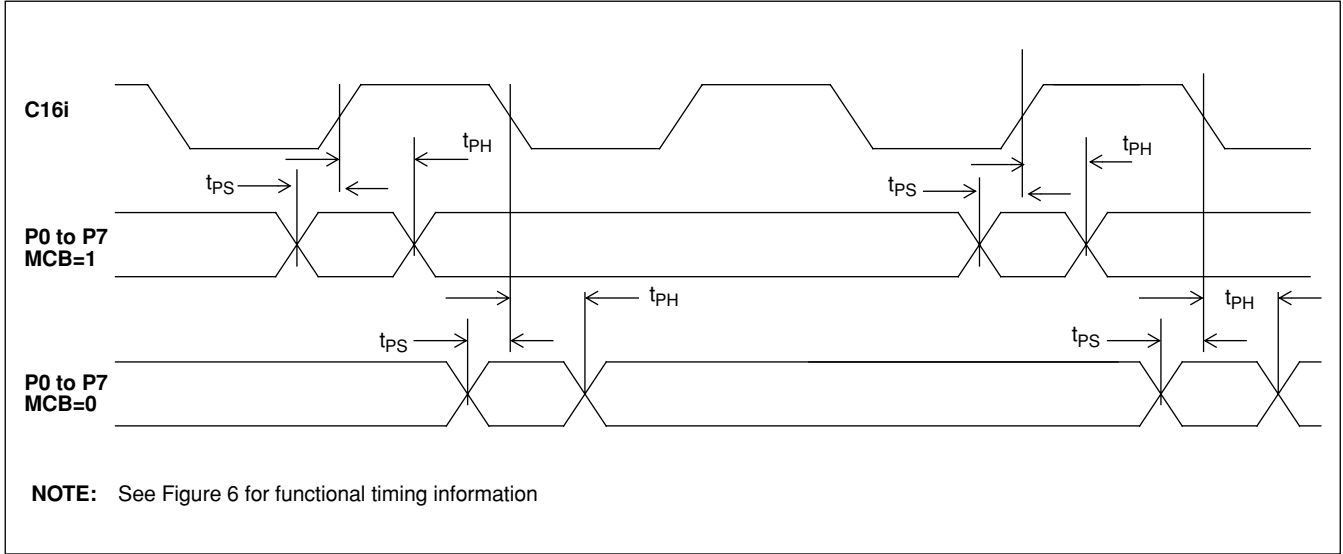 C16i
tPH
tPH
tPS
tPS
P0 to P7
MCB=1
tPH
tPH
tPS
tPS
P0 to P7
MCB=0
NOTE: See Figure 6 for functional timing information